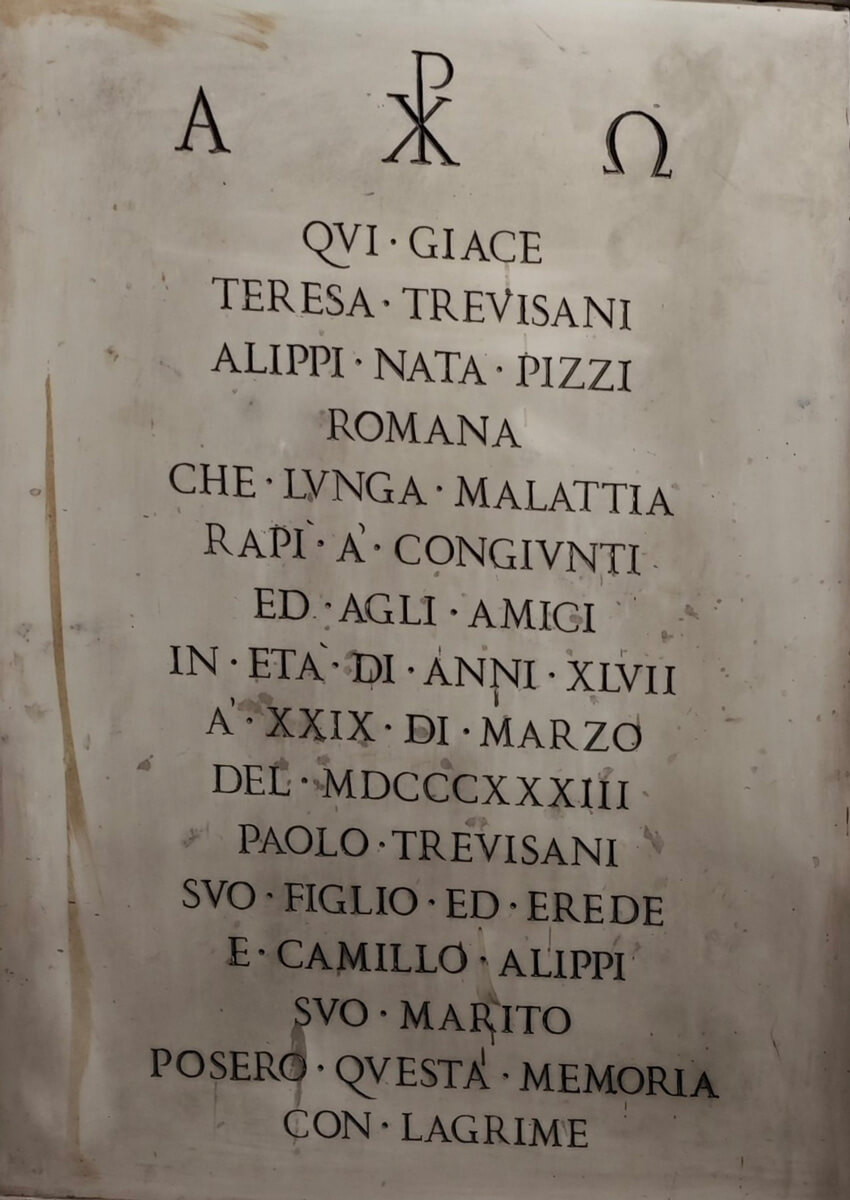 Α ☧ Ω
QVI · GIACE
TERESA · TREVISANI
ALIPPI · NATA · PIZZI
ROMANA
CHE · LVNGA · MALATTIA
RAPI̓ · A̓ · CONGIVNTI
ED · AGLI · AMICI
IN · ETA̓ · DI · ANNI · XLVII
A̓ · XXIX · DI · MARZO
DEL · MDCCCXXXIII
PAOLO · TREVISANI
SVO · FIGLIO · ED · EREDE
E · CAMILLO · ALIPPI
SVO · MARITO
POSERO · QVESTA · MEMORIA
CON · LAGRIME